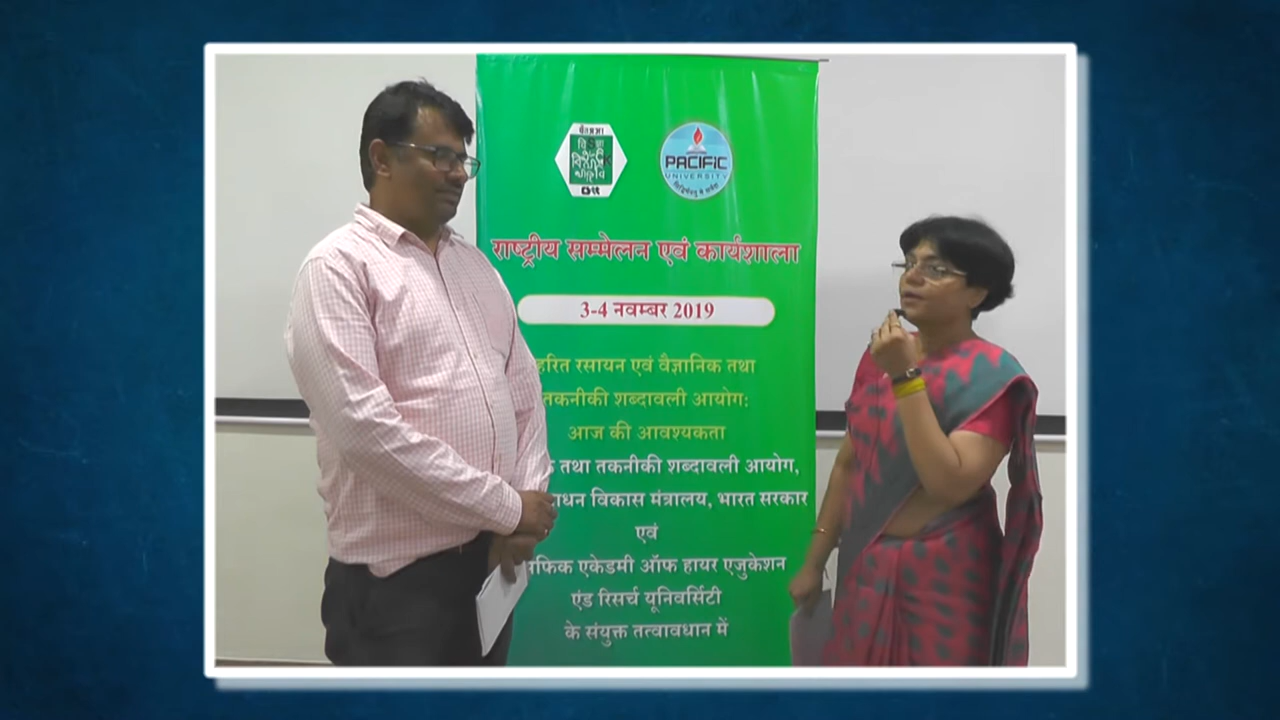 PACIFIC
UNIVERSITY
राष्ट्रीय सम्मेलन एवं कार्यशाला
3-4 नवम्बर 2019
हरित रसायन एवं वैज्ञानिक तथा
तकनीकी शब्दावली आयोग:
आज की आवश्यकता
तथा तकनीकी शब्दावली आयोग,
विकास मंत्रालय, भारत सरकार
एवं
एकेडमी ऑफ हायर एजुकेशन
एंड रिसर्च यूनिवर्सिटी
के संयुक्त तत्वावधान में